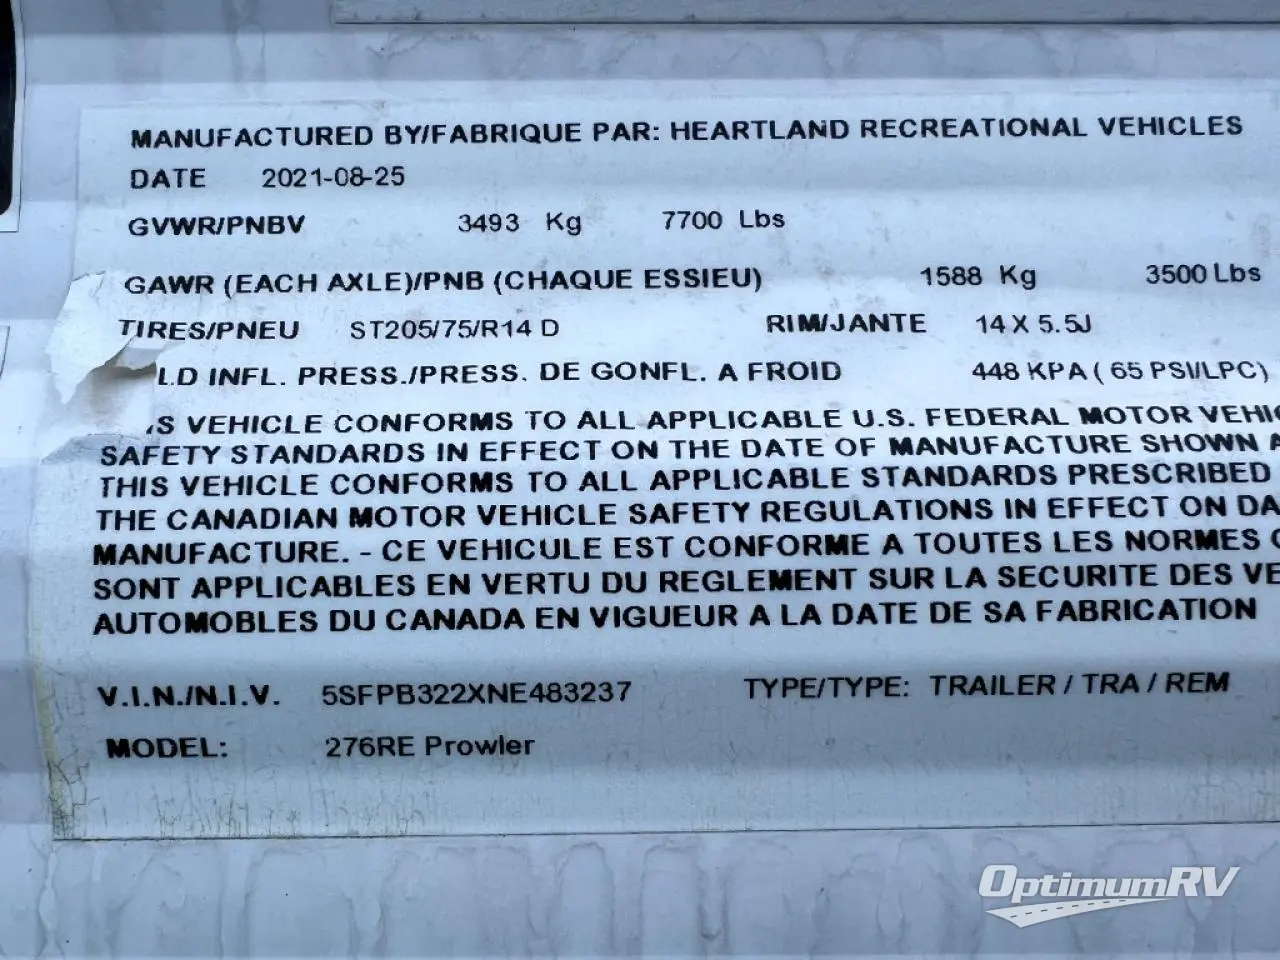 MANUFACTURED BY/FABRIQUE PAR: HEARTLAND RECREATIONAL VEHICLES
DATE 2021-08-25
GVWR/PNBV 3493 Kg 7700 Lbs
GAWR (EACH AXLE)/PNB (CHAQUE ESSIEU) 1588 Kg 3500 Lbs
TIRES/PNEU ST205/75/R14 D RIM/JANTE 14 X 5.5J
LD INFL. PRESS./PRESS. DE GONFL. A FROID 448 KPA ( 65 PSI/LPC)
VEHICLE CONFORMS TO ALL APPLICABLE U.S. FEDERAL MOTOR
SAFETY STANDARDS IN EFFECT ON THE DATE OF MANUFACTURE SHOWN
THIS VEHICLE CONFORMS TO ALL APPLICABLE STANDARDS PRESCRIBED
THE CANADIAN MOTOR VEHICLE SAFETY REGULATIONS IN EFFECT ON
MANUFACTURE. - CE VEHICULE EST CONFORME A TOUTES LES NORMES
SONT APPLICABLES EN VERTU DU REGLEMENT SUR LA SECURITE DES
AUTOMOBLES DU CANADA EN VIGUEUR A LA DATE DE SA FABRICATION
V.I.N./N.I.V. 5SFPB322XNE483237 TYPE/TYPE: TRAILER / TRA / REM
MODEL: 276RE Prowler
OptimumRV